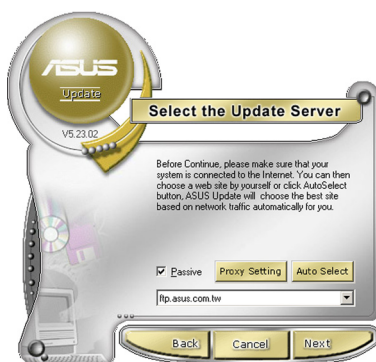 ASUS
Update
V5.23.02
Select the Update Server
Before Continue, please make sure that your
system is connected to the Internet. You can then
choose a web site by yourself or click AutoSelect
button, ASUS Update will choose the best site
based on network traffic automatically for you.
Passive
Proxy Setting
Auto Select
ftp.asus.com.tw
Back
Cancel
Next